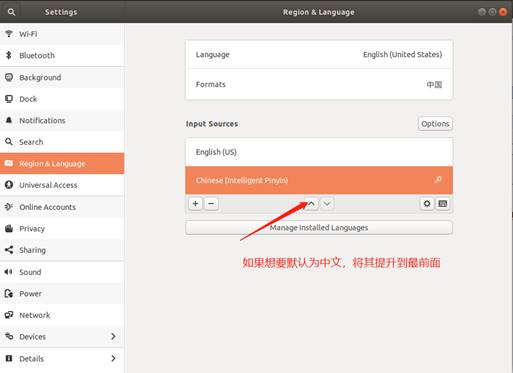 Settings
Region & Language
Wi-Fi
Bluetooth
Background
Dock
Notifications
Search
Region & Language
Universal Access
Online Accounts
Privacy
Sharing
Sound
Power
Network
Devices
Details
Language English (United States)
Formats 中国
Input Sources Options
English (US)
Chinese (Intelligent Pinyin)
Manage Installed Languages
如果想要默认为中文，将其提升到最前面